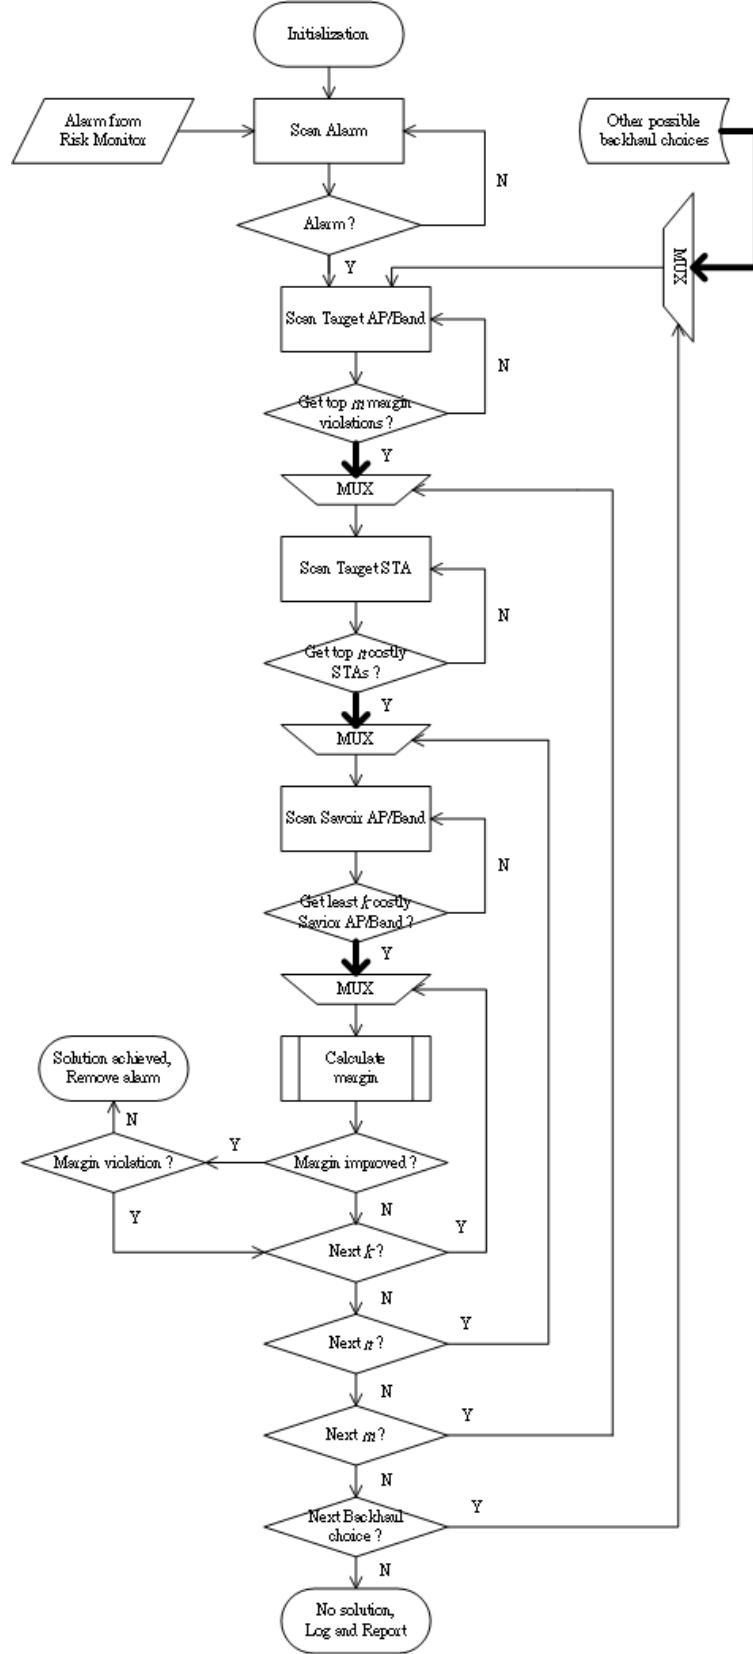 Initialization
Alarm from
Risk Monitor
Scan Alarm
Other possible
backhaul choices
N
Alarm ?
Y
MUX
Scan Target AP/Band
N
Get top m margin
violations ?
Y
MUX
Scan Target STA
N
Get top n costly
STAs ?
Y
MUX
Scan Savoir AP/Band
N
Get least k costly
Savior AP/Band ?
Y
MUX
Solution achieved,
Remove alarm
Calculate
margin
N
Y
Margin violation ?
Margin improved ?
Y
N
Y
Next k ?
N
Y
Next n ?
N
Y
Next m ?
N
Y
Next Backhaul
choice ?
N
No solution,
Log and Report